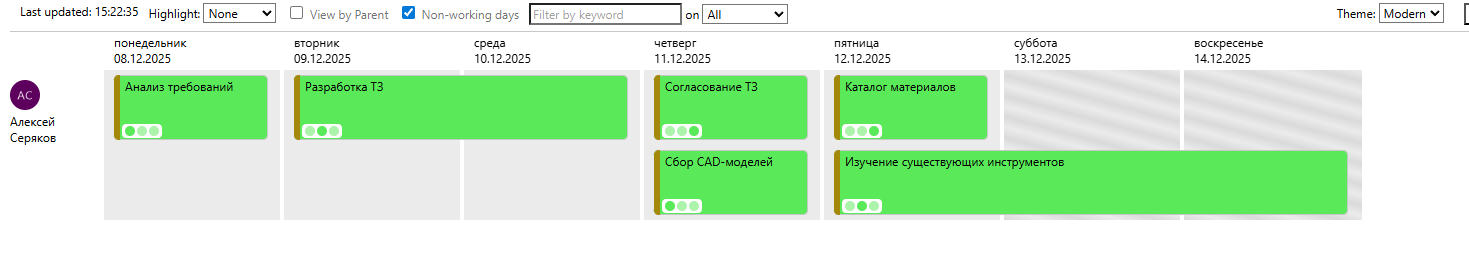 Last updated: 15:22:35 Highlight: None View by Parent Non-working days Filter by keyword on All Theme: Modern
понедельник вторник среда четверг пятница суббота воскресенье
08.12.2025 09.12.2025 10.12.2025 11.12.2025 12.12.2025 13.12.2025 14.12.2025
АС
Алексей
Серяков
Анализ требований Разработка ТЗ Согласование ТЗ Каталог материалов
Сбор CAD-моделей Изучение существующих инструментов